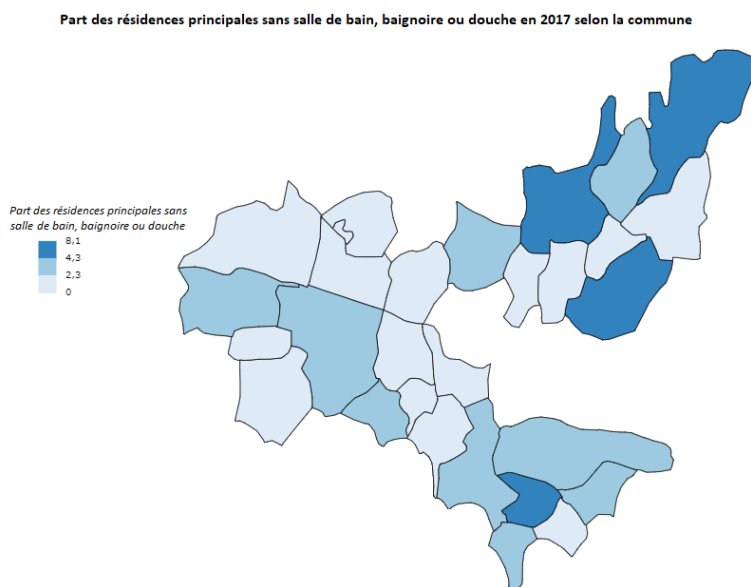 Part des résidences principales sans salle de bain, baignoire ou douche en 2017 selon la commune
Part des résidences principales sans
salle de bain, baignoire ou douche
8,1
4,3
2,3
0